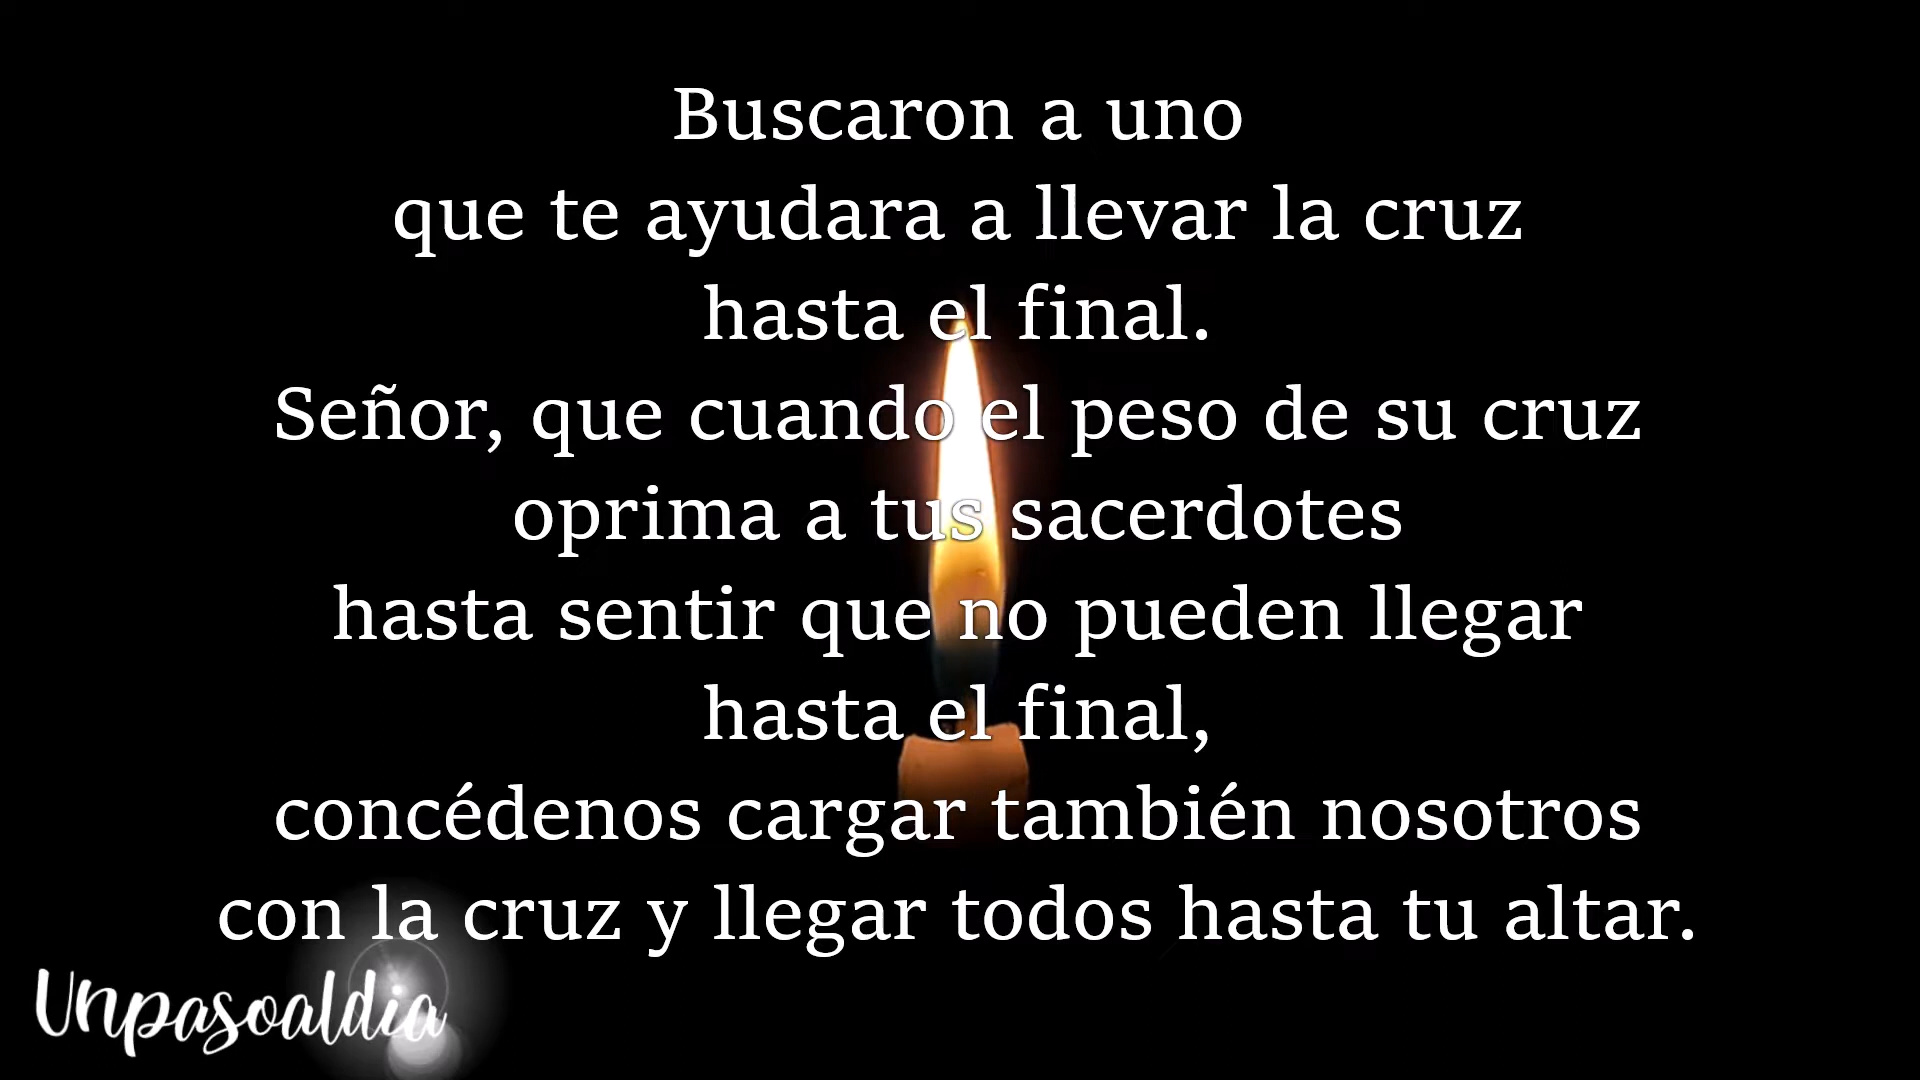 Buscaron a uno
que te ayudara a llevar la cruz
hasta el final.
Señor, que cuando el peso de su cruz
oprima a tus sacerdotes
hasta sentir que no pueden llegar
hasta el final,
concédenos cargar también nosotros
con la cruz y llegar todos hasta tu altar.
Unpasoaldia